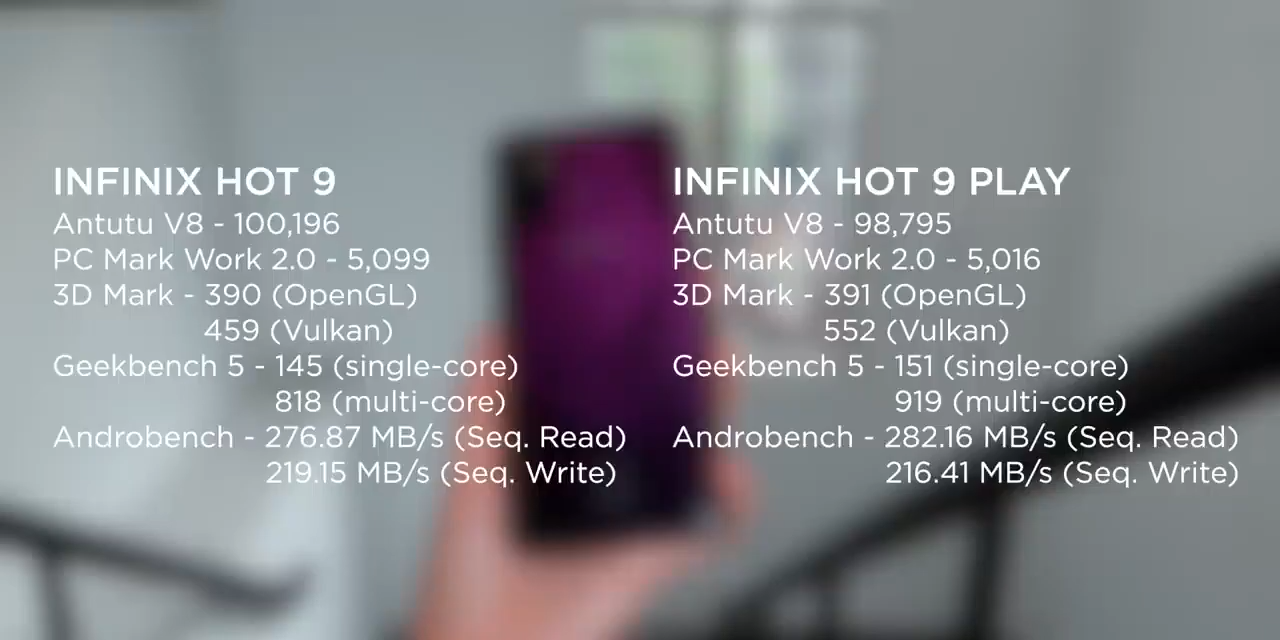 INFINIX HOT 9
Antutu V8 - 100,196
PC Mark Work 2.0 - 5,099
3D Mark - 390 (OpenGL)
459 (Vulkan)
Geekbench 5 - 145 (single-core)
818 (multi-core)
Androbench - 276.87 MB/s (Seq. Read)
219.15 MB/s (Seq. Write)
INFINIX HOT 9 PLAY
Antutu V8 - 98,795
PC Mark Work 2.0 - 5,016
3D Mark - 391 (OpenGL)
552 (Vulkan)
Geekbench 5 - 151 (single-core)
919 (multi-core)
Androbench - 282.16 MB/s (Seq. Read)
216.41 MB/s (Seq. Write)